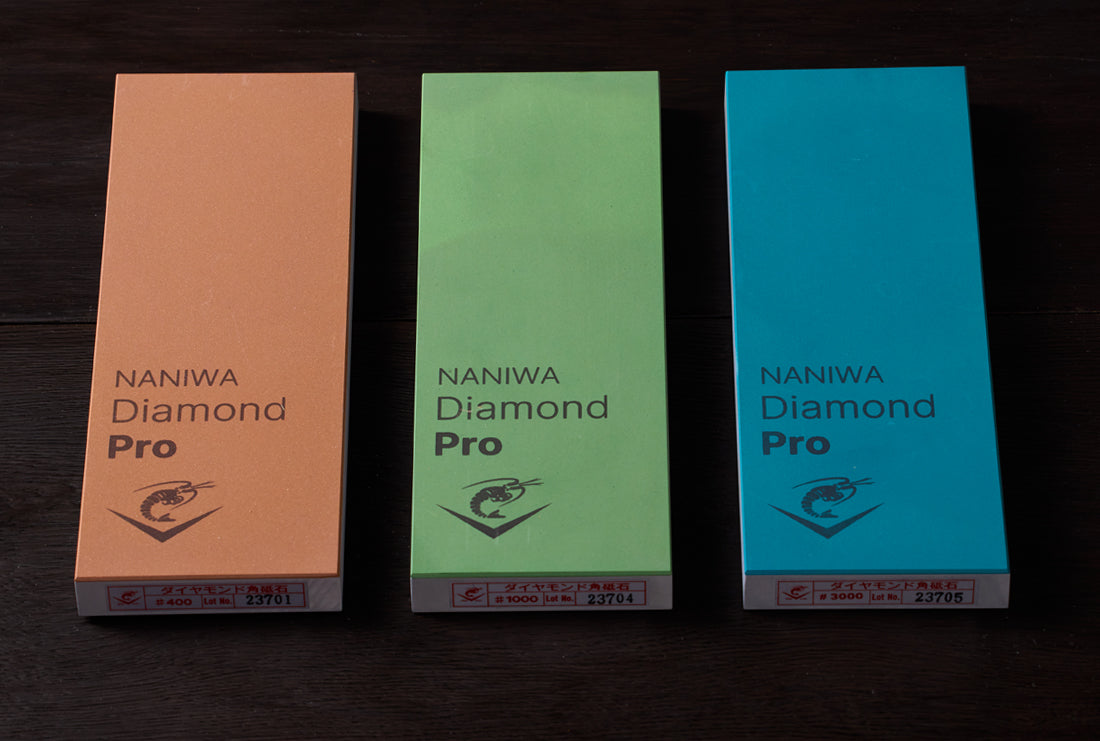 NANIWA
Diamond
Pro
ダイヤモンド角砥石
#400 Lot No. 23701
NANIWA
Diamond
Pro
ダイヤモンド角砥石
#1000 Lot No. 23704
NANIWA
Diamond
Pro
ダイヤモンド角砥石
#3000 Lot No. 23705